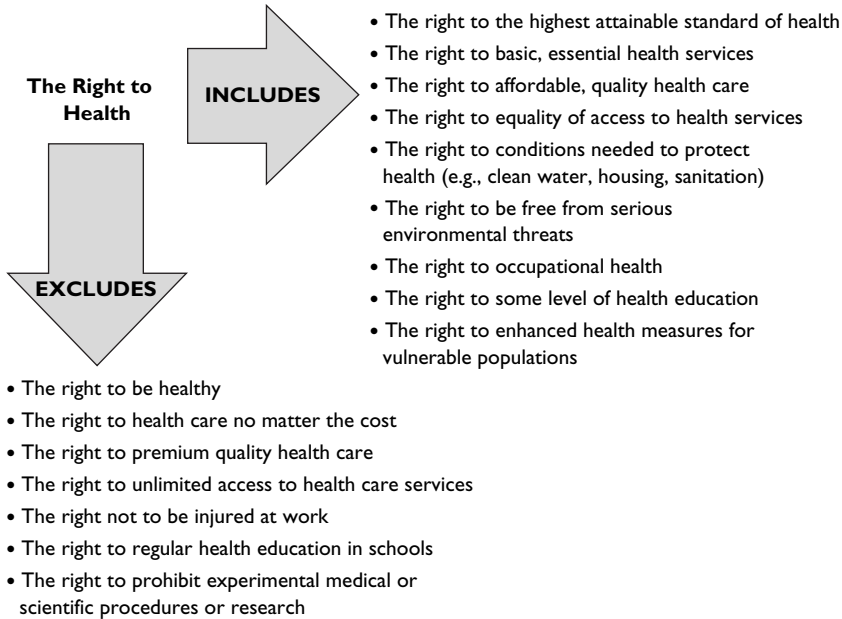 The Right to
Health
INCLUDES
• The right to the highest attainable standard of health
• The right to basic, essential health services
• The right to affordable, quality health care
• The right to equality of access to health services
• The right to conditions needed to protect
health (e.g., clean water, housing, sanitation)
• The right to be free from serious
environmental threats
• The right to occupational health
• The right to some level of health education
• The right to enhanced health measures for
vulnerable populations
EXCLUDES
• The right to be healthy
• The right to health care no matter the cost
• The right to premium quality health care
• The right to unlimited access to health care services
• The right not to be injured at work
• The right to regular health education in schools
• The right to prohibit experimental medical or
scientific procedures or research